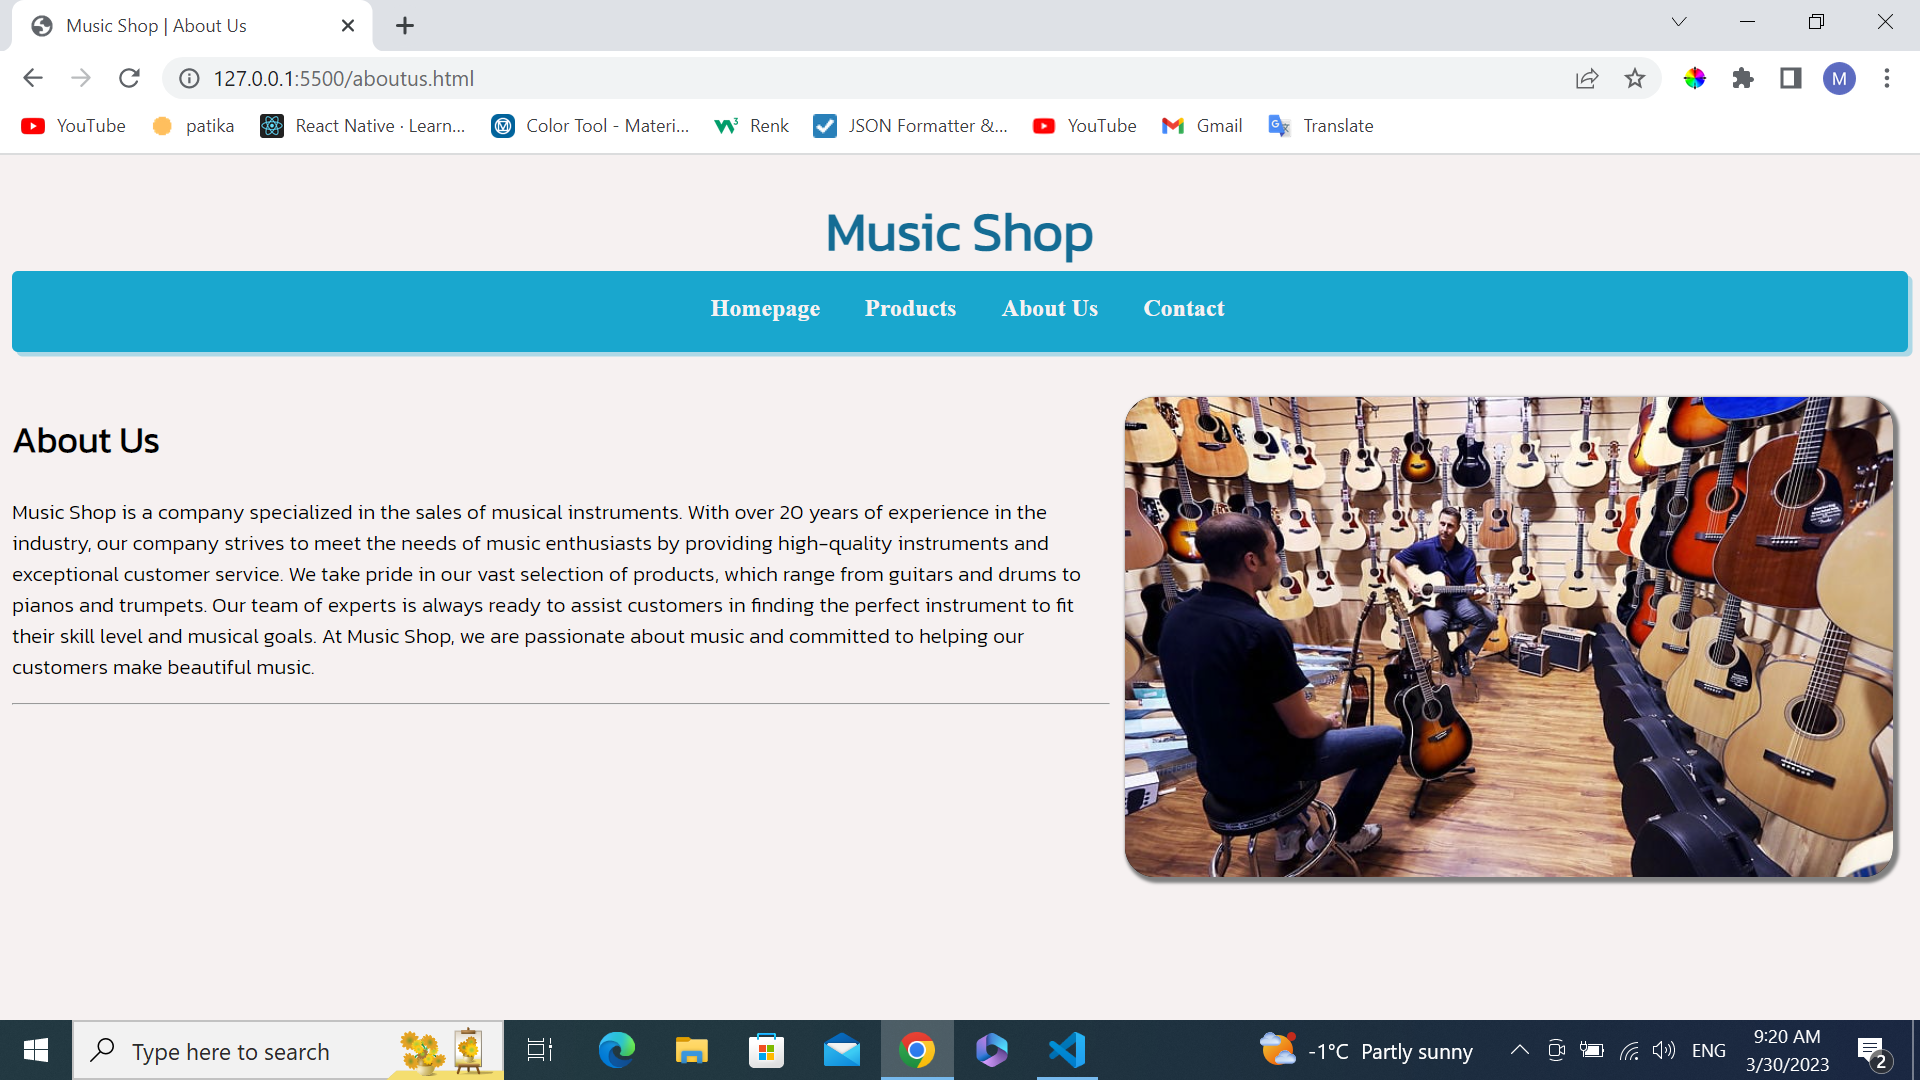 Music Shop | About Us
127.0.0.1:5500/aboutus.html
M
YouTube
patika
React Native · Learn...
Color Tool - Materi...
Renk
JSON Formatter &...
YouTube
Gmail
Translate
Music Shop
Homepage
Products
About Us
Contact
About Us
Music Shop is a company specialized in the sales of musical instruments. With over 20 years of experience in the
industry, our company strives to meet the needs of music enthusiasts by providing high-quality instruments and
exceptional customer service. We take pride in our vast selection of products, which range from guitars and drums to
pianos and trumpets. Our team of experts is always ready to assist customers in finding the perfect instrument to fit
their skill level and musical goals. At Music Shop, we are passionate about music and committed to helping our
customers make beautiful music.
Type here to search
-1°C Partly sunny
ENG
9:20 AM
3/30/2023
2